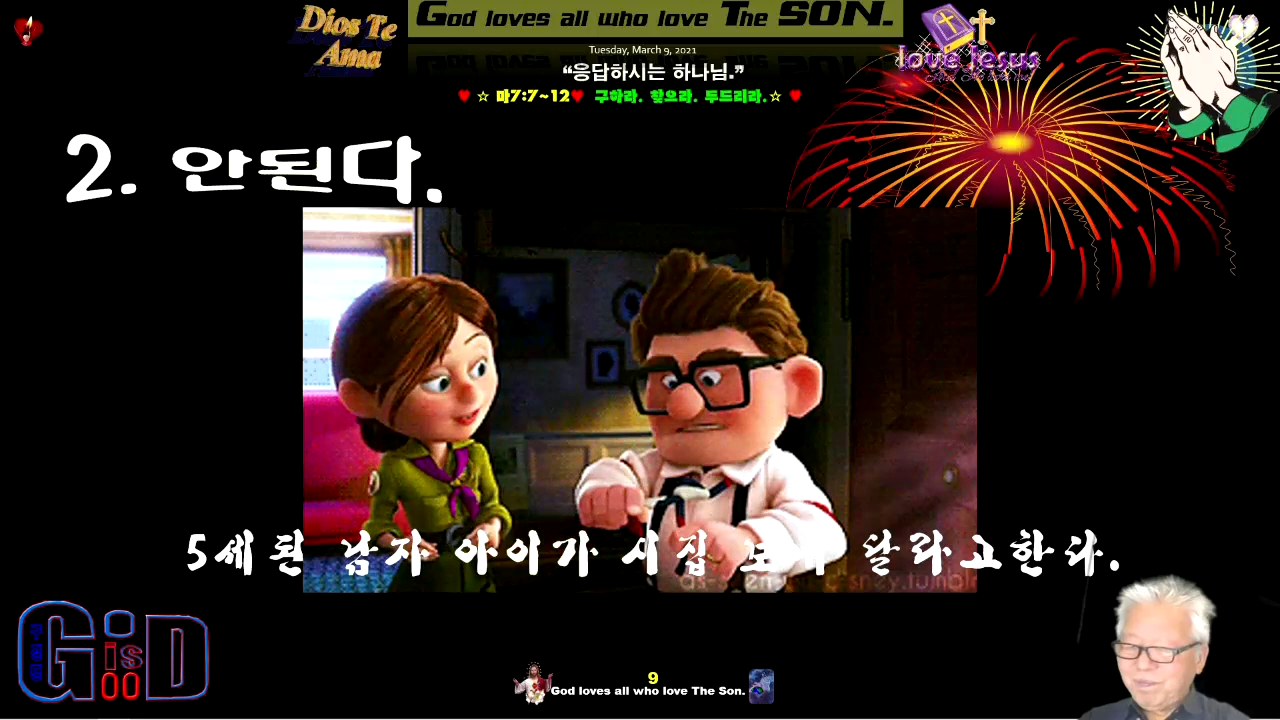 Dios Te
Ama
God loves all who love The SON.
Tuesday, March 9, 2021
“응답하시는 하나님.”
☆ 마7:7~12 구하라. 찾으라. 두드리라.☆
love Jesus
2. 안된다.
5세된 남자 아이가 시집 달라고한다.
G is D
9
God loves all who love The Son.